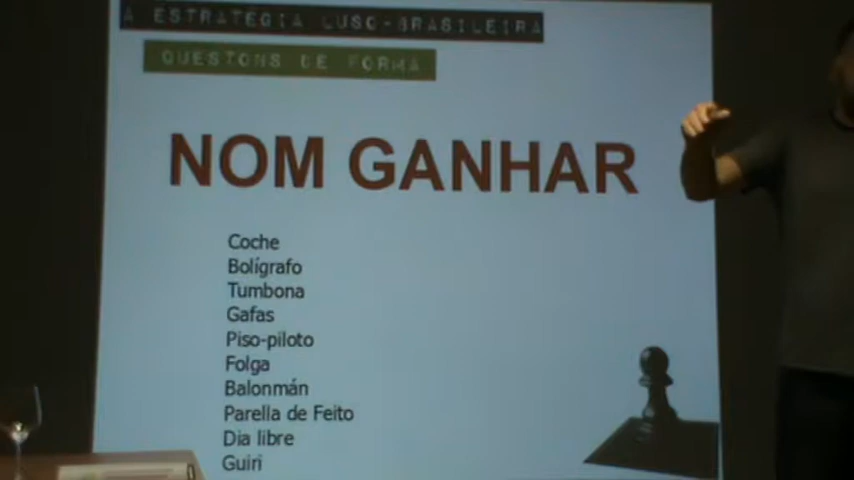 A ESTRATÉGIA LUSO-BRASILEIRA
QUESTONS DE FORMA
NOM GANHAR
Coche
Bolígrafo
Tumbona
Gafas
Piso-piloto
Folga
Balonmán
Parella de Feito
Dia libre
Guiri